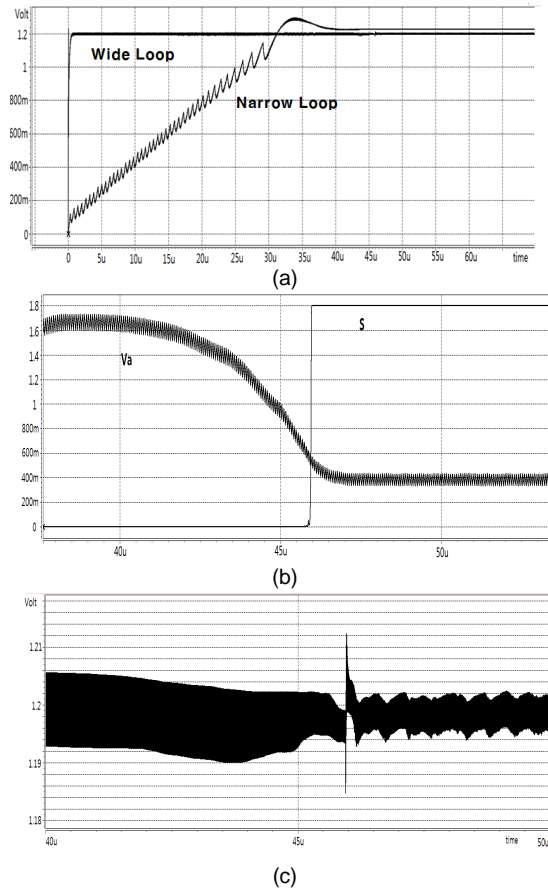 Volt
1.2
Wide Loop
1
800m
Narrow Loop
600m
400m
200m
0
0 5u 10u 15u 20u 25u 30u 35u 40u 45u 50u 55u 60u time
(a)
1.8
S
1.6
Va
1.4
1.2
1
800m
600m
400m
200m
0
40u 45u 50u
(b)
Volt
1.21
1.2
1.19
1.18
40u 45u time 50u
(c)